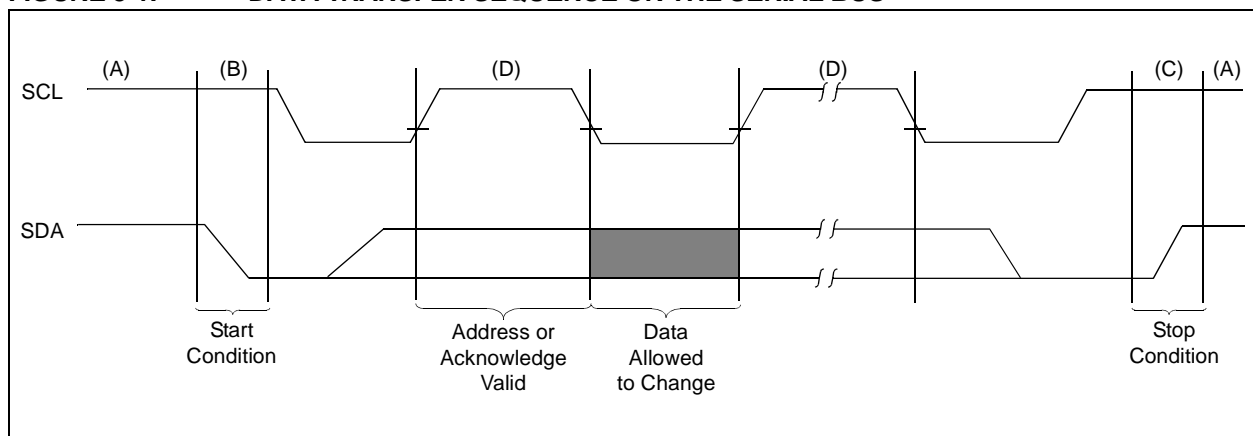 (A) (B) (D) (D) (C) (A)
SCL
SDA
Start
Condition
Address or
Acknowledge
Valid
Data
Allowed
to Change
Stop
Condition